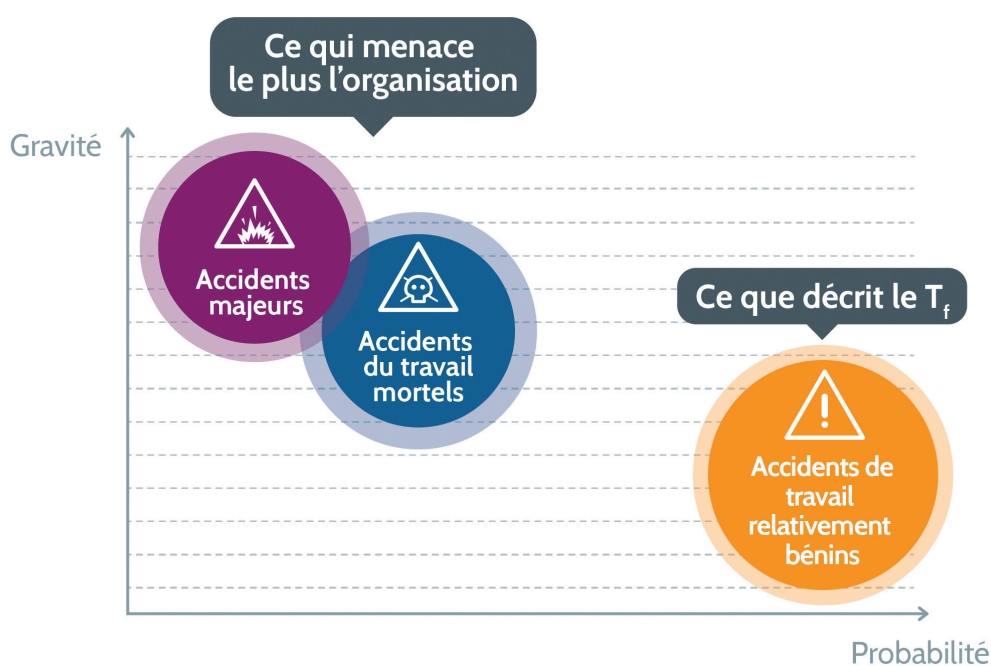 Ce qui menace
le plus l’organisation
Gravité
Accidents
majeurs
Accidents
du travail
mortels
Ce que décrit le Tf
Accidents de
travail
relativement
bénins
Probabilité